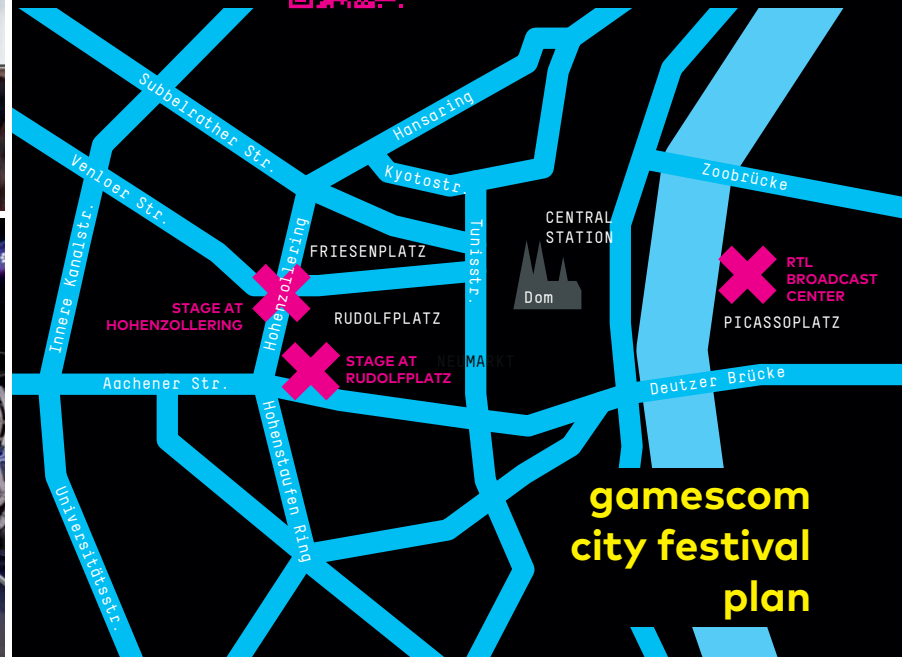 Subbelrather Str.
Hansaring
Venloer Str.
Kyotostr.
Zoobrücke
Innere Kanalstr.
Hohenzollering
Tunisstr.
CENTRAL
STATION
FRIESENPLATZ
Dom
RTL
BROADCAST
CENTER
STAGE AT
HOHENZOLLERING
RUDOLFPLATZ
PICASSOPLATZ
STAGE AT
RUDOLFPLATZ
NEUMARKT
Aachener Str.
Deutzer Brücke
Hohenstaufen Ring
Universitätsstr.
gamescom
city festival
plan